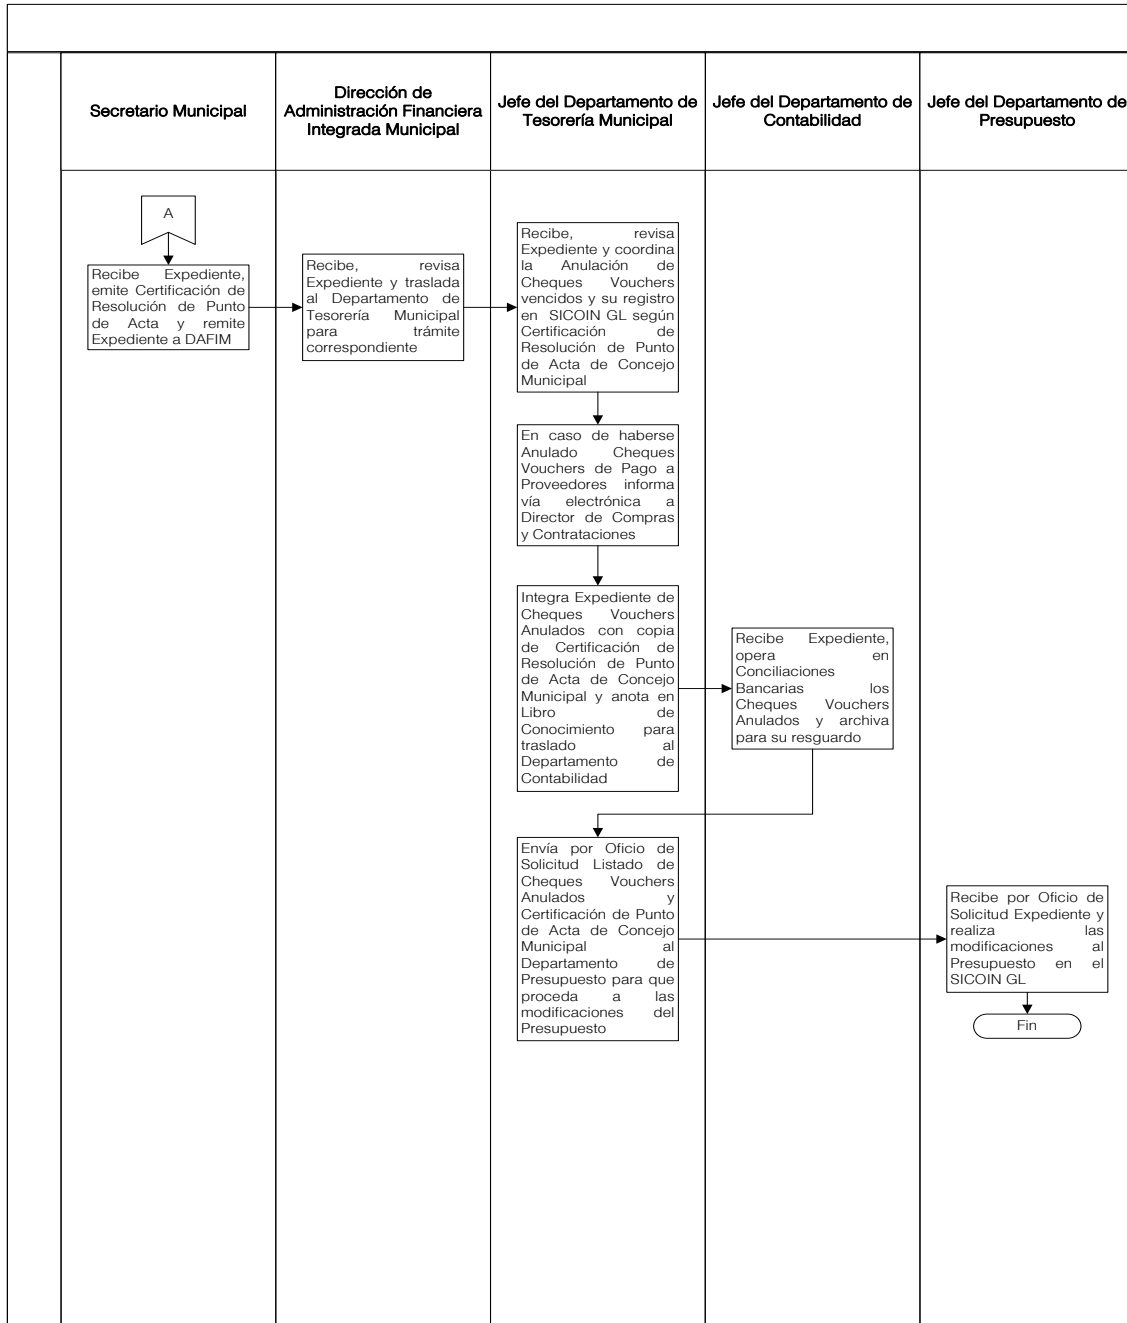 Secretario Municipal
Dirección de
Administración Financiera
Integrada Municipal
Jefe del Departamento de
Tesorería Municipal
Jefe del Departamento de
Contabilidad
Jefe del Departamento de
Presupuesto
A
Recibe Expediente,
emite Certificación de
Resolución de Punto
de Acta y remite
Expediente a DAFIM
Recibe, revisa
Expediente y traslada
al Departamento de
Tesorería Municipal
para trámite
correspondiente
Recibe, revisa
Expediente y coordina
la Anulación de
Cheques Vouchers
vencidos y su registro
en SICOIN GL según
Certificación de
Resolución de Punto
de Acta de Concejo
Municipal
En caso de haberse
Anulado Cheques
Vouchers de Pago a
Proveedores informa
vía electrónica a
Director de Compras
y Contrataciones
Integra Expediente de
Cheques Vouchers
Anulados con copia
de Certificación de
Resolución de Punto
de Acta de Concejo
Municipal y anota en
Libro de
Conocimiento para
traslado al
Departamento de
Contabilidad
Recibe Expediente,
opera en
Conciliaciones
Bancarias los
Cheques Vouchers
Anulados y archiva
para su resguardo
Envía por Oficio de
Solicitud Listado de
Cheques Vouchers
Anulados y
Certificación de Punto
de Acta de Concejo
Municipal al
Departamento de
Presupuesto para que
proceda a las
modificaciones del
Presupuesto
Recibe por Oficio de
Solicitud Expediente y
realiza las
modificaciones al
Presupuesto en el
SICOIN GL
Fin